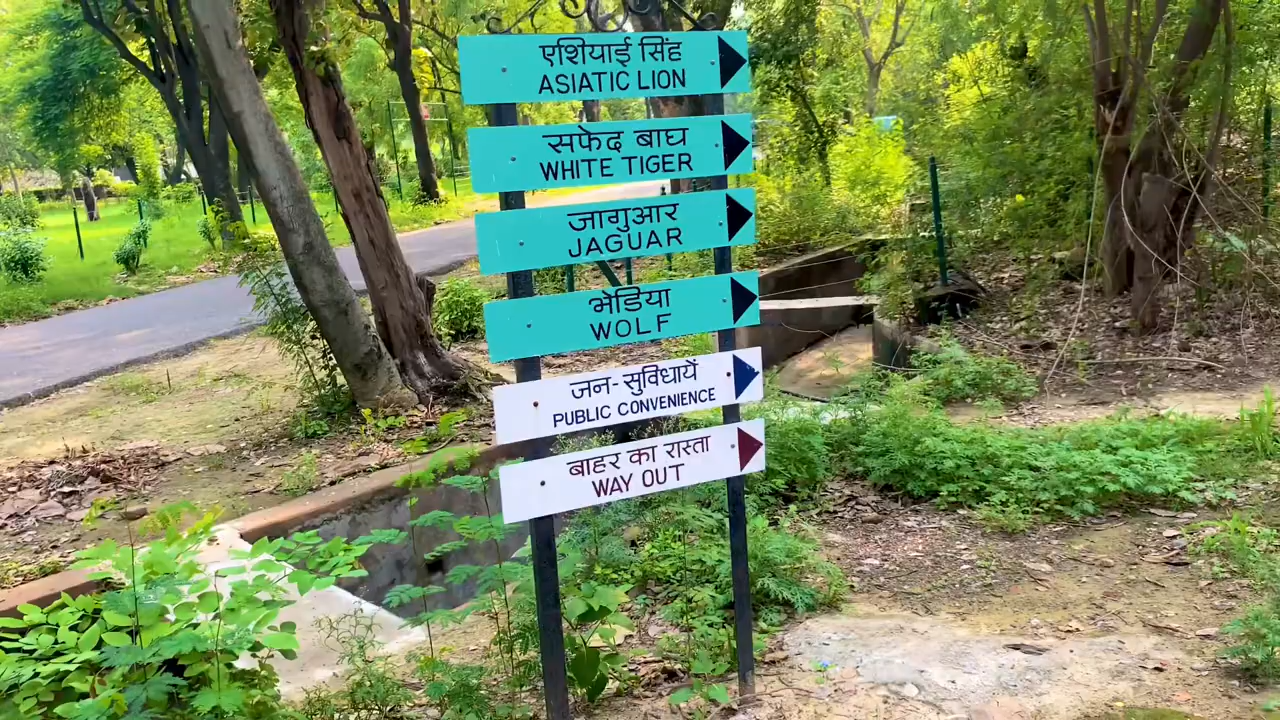 एशियाई सिंह
ASIATIC LION
सफेद बाघ
WHITE TIGER
जागुआर
JAGUAR
भेडिया
WOLF
जन-सुविधायें
PUBLIC CONVENIENCE
बाहर का रास्ता
WAY OUT